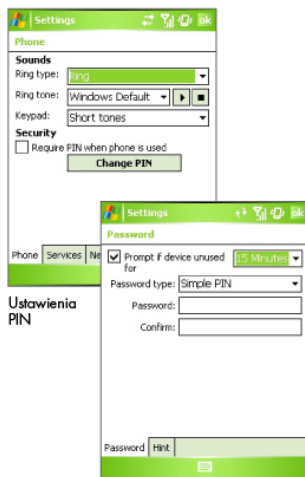 Settings
ok
Phone
Sounds
Ring type: Ring
Ring tone: Windows Default
Keypad: Short tones
Security
Require PIN when phone is used
Change PIN
Phone Services Ne
Ustawienia
PIN
Settings
ok
Password
Prompt if device unused 15 Minutes
for
Password type: Simple PIN
Password:
Confirm:
Password Hint